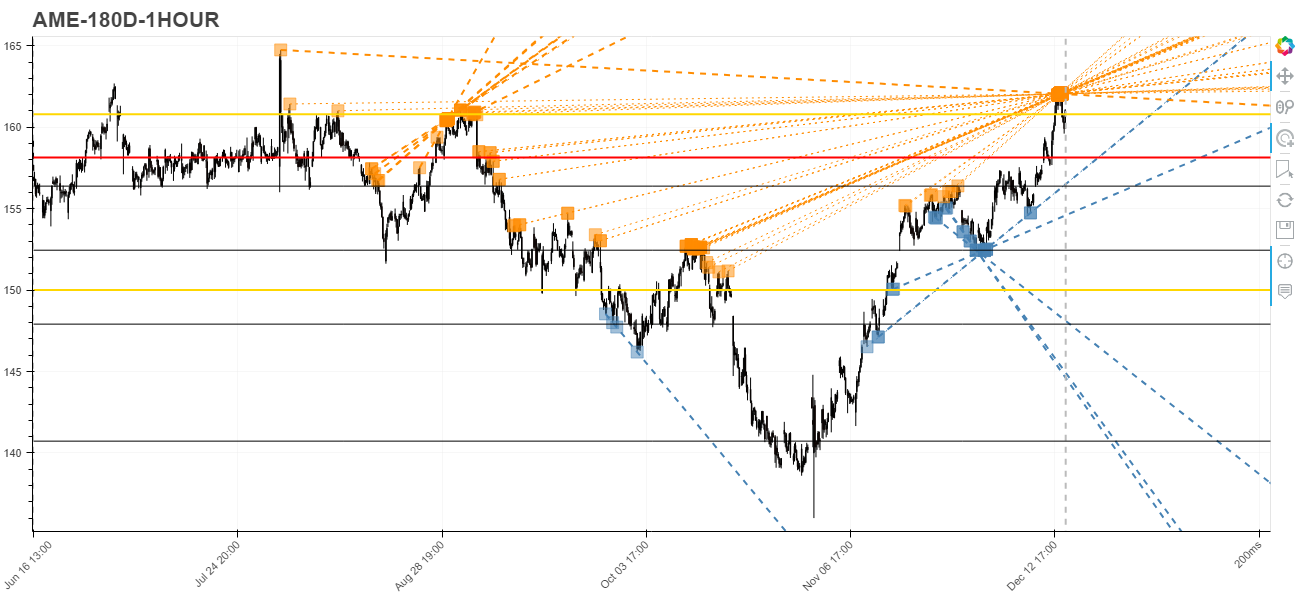 AME-180D-1HOUR
165
160
155
150
145
140
Jun 16 13:00
Jul 24 20:00
Aug 28 19:00
Oct 03 17:00
Nov 06 17:00
Dec 12 17:00
200ms